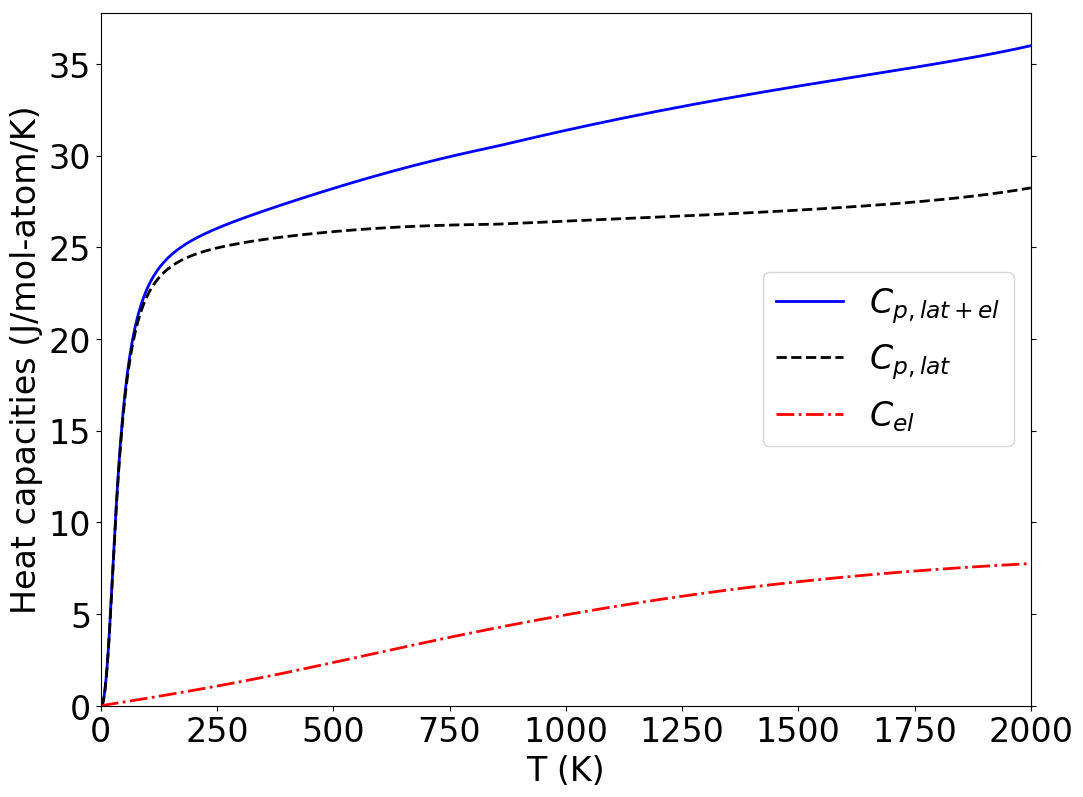 Heat capacities (J/mol-atom/K)
35
30
25
20
15
10
5
0
C_{p, lat+el}
C_{p, lat}
C_{el}
0 250 500 750 1000 1250 1500 1750 2000
T (K)